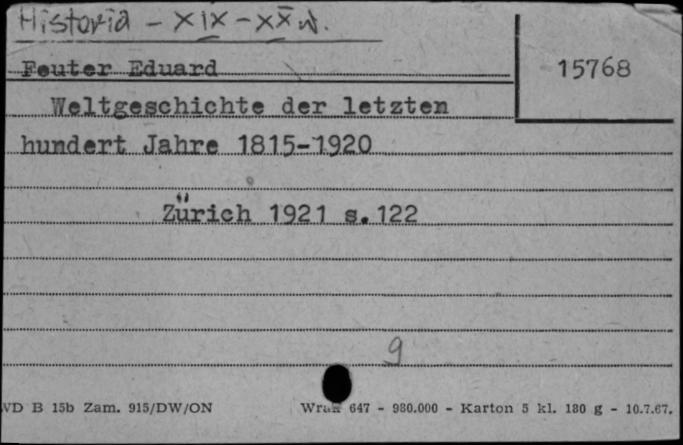 Historia - XIX-XX w.
Feuter Eduard
15768
Weltgeschichte der letzten
hundert Jahre 1815-1920
Zürich 1921 s. 122
9
WD B 15b Zam. 915/DW/ON
647 - 980.000 - Karton 5 kl. 180 g - 10.7.67.